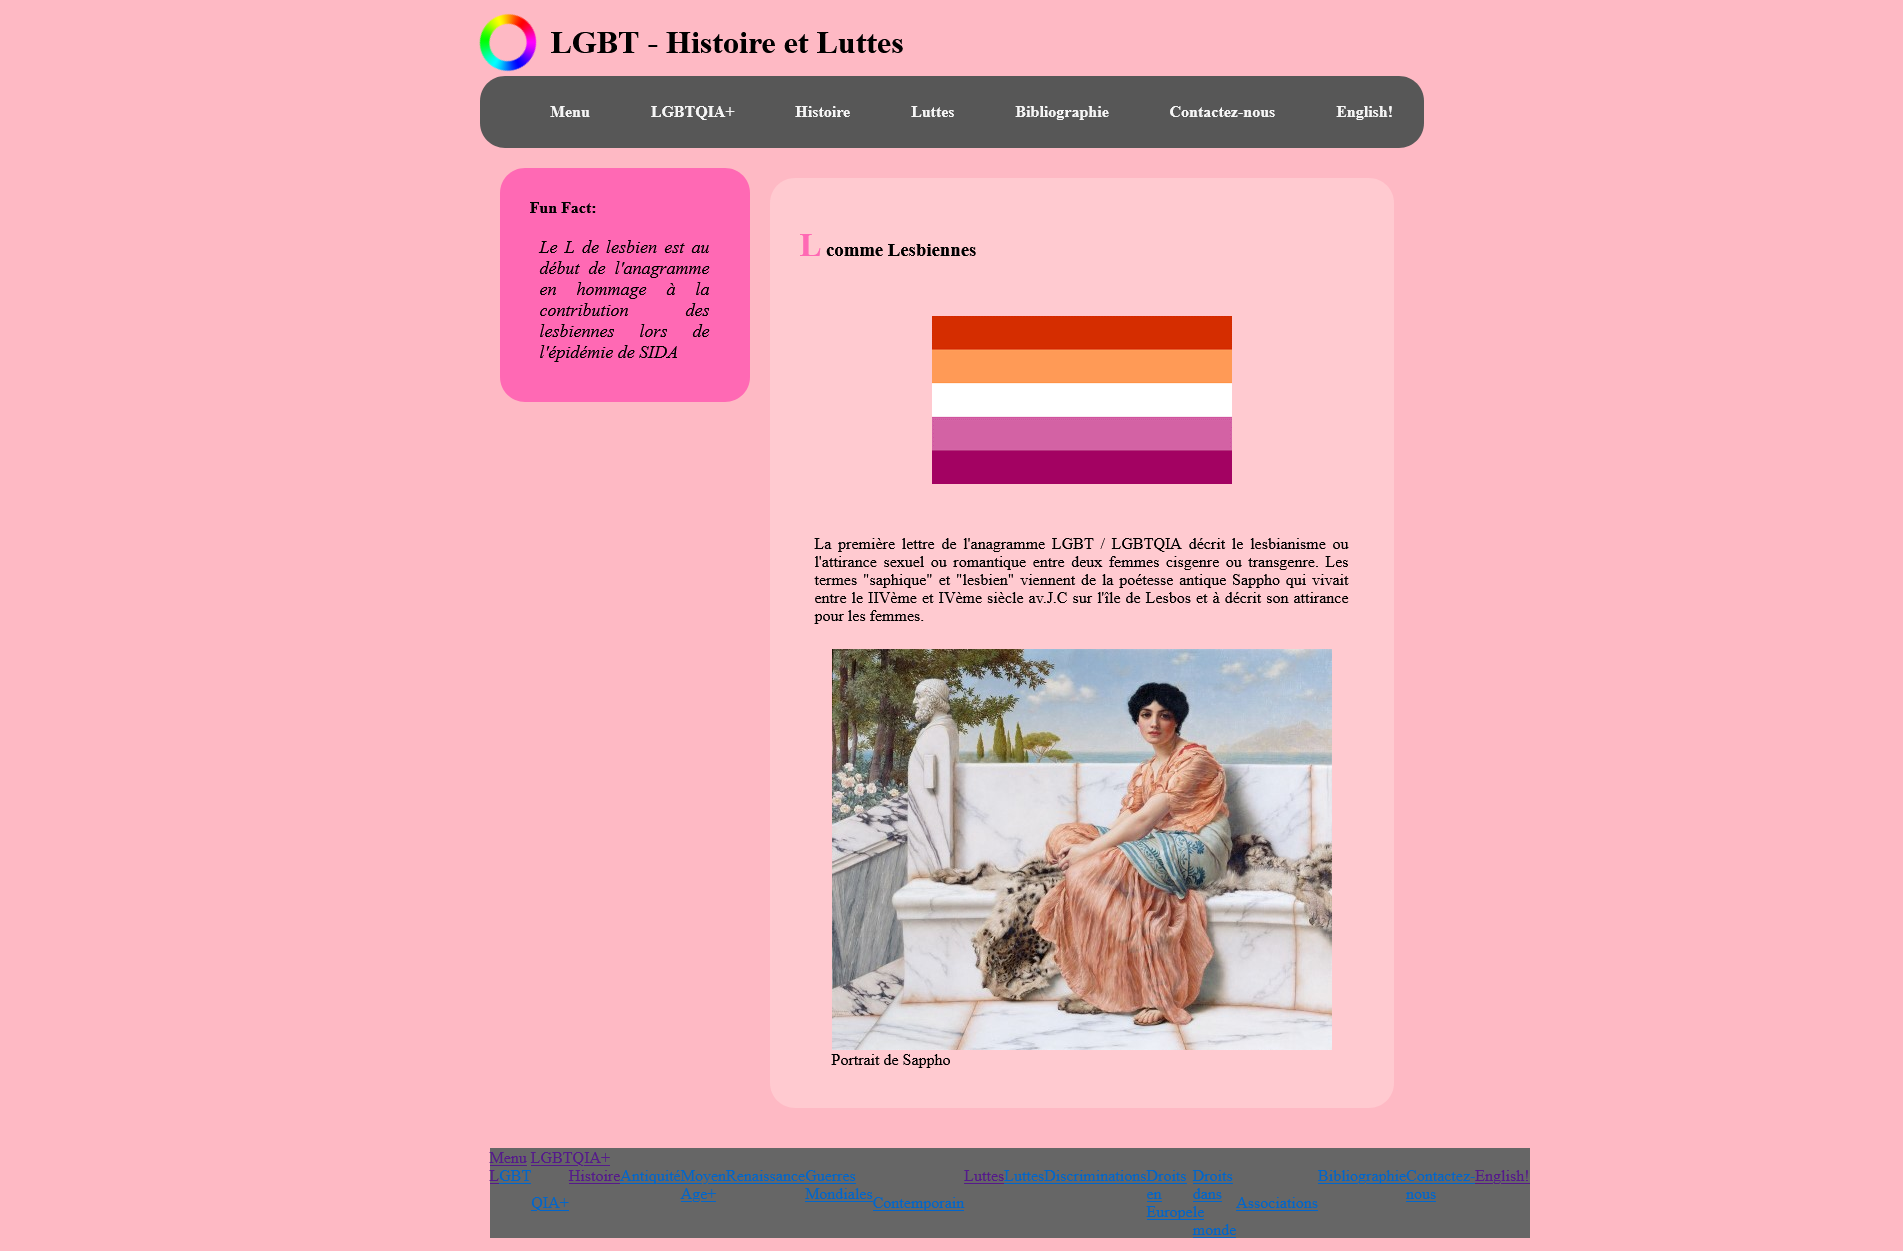 LGBT - Histoire et Luttes
Menu LGBTQIA+ Histoire Luttes Bibliographie Contactez-nous English!
Fun Fact:
Le L de lesbien est au
début de l'anagramme
en hommage à la
contribution des
lesbiennes lors de
l'épidémie de SIDA
L comme Lesbiennes
La première lettre de l'anagramme LGBT / LGBTQIA décrit le lesbianisme ou
l'attirance sexuel ou romantique entre deux femmes cisgenre ou transgenre. Les
termes "saphique" et "lesbien" viennent de la poétesse antique Sappho qui vivait
entre le IIVème et IVème siècle av.J.C sur l'île de Lesbos et à décrit son attirance
pour les femmes.
Portrait de Sappho
Menu LGBTQIA+
LGBT
QIA+
Histoire
Antiquité
Moyen
Age+
Renaissance
Guerres
Mondiales
Contemporain
Luttes
Luttes
Discriminations
Droits
en
Europe
Droits
dans
le
monde
Associations
Bibliographie
Contactez-
nous
English!